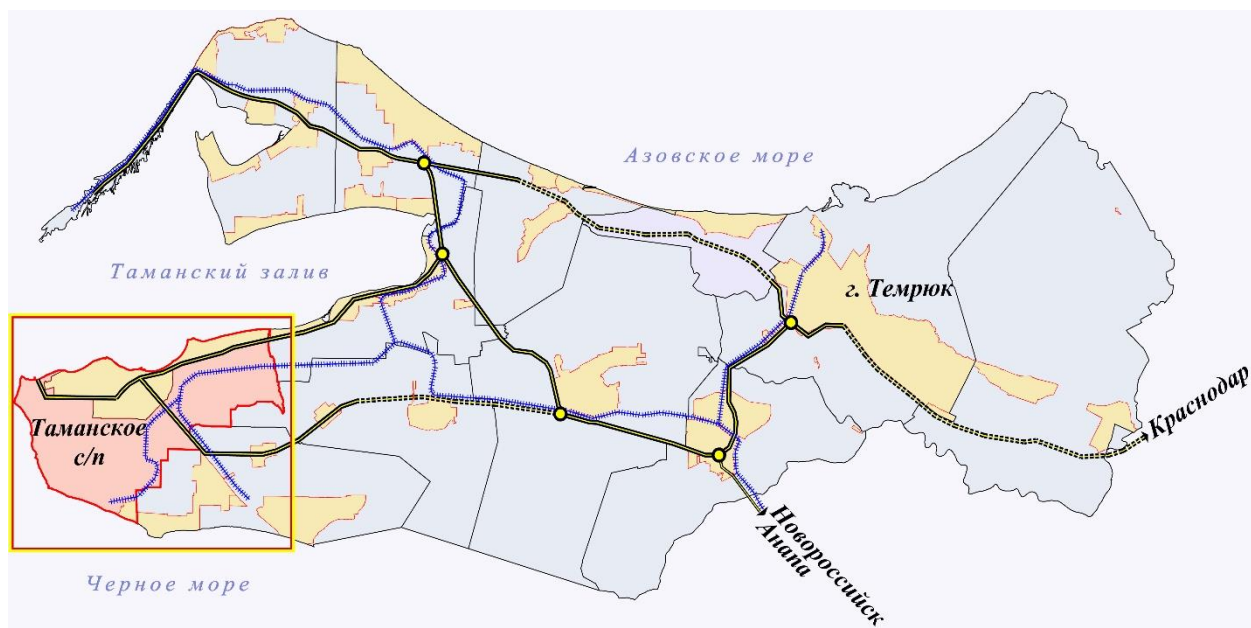 Азовское море
Таманский залив
г. Темрюк
Таманское
с/п
Краснодар
Новороссийск
Анапа
Черное море